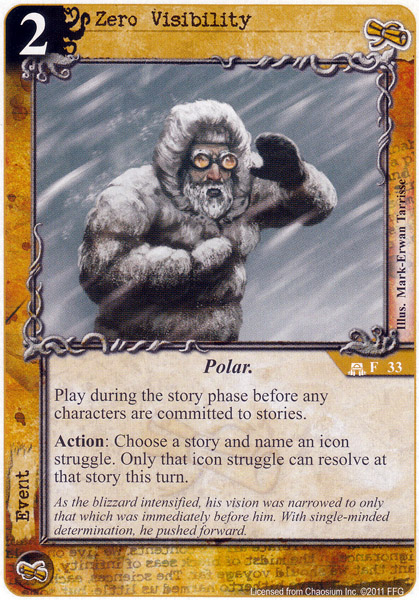 2
Zero Visibility
Illus. Mark-Erwan Tarrisse
Polar.
F 33
Play during the story phase before any
characters are committed to stories.
Action: Choose a story and name an icon
struggle. Only that icon struggle can resolve at
that story this turn.
As the blizzard intensified, his vision was narrowed to only
that which was immediately before him. With single-minded
determination, he pushed forward.
Event
Licensed from Chaosium Inc. ©2011 FFG